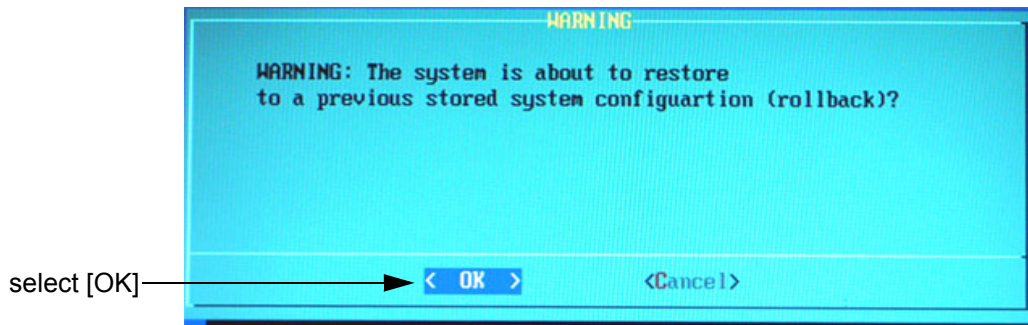 WARNING
WARNING: The system is about to restore
to a previous stored system configuartion (rollback)?
select [OK]
< OK > <Cancel>